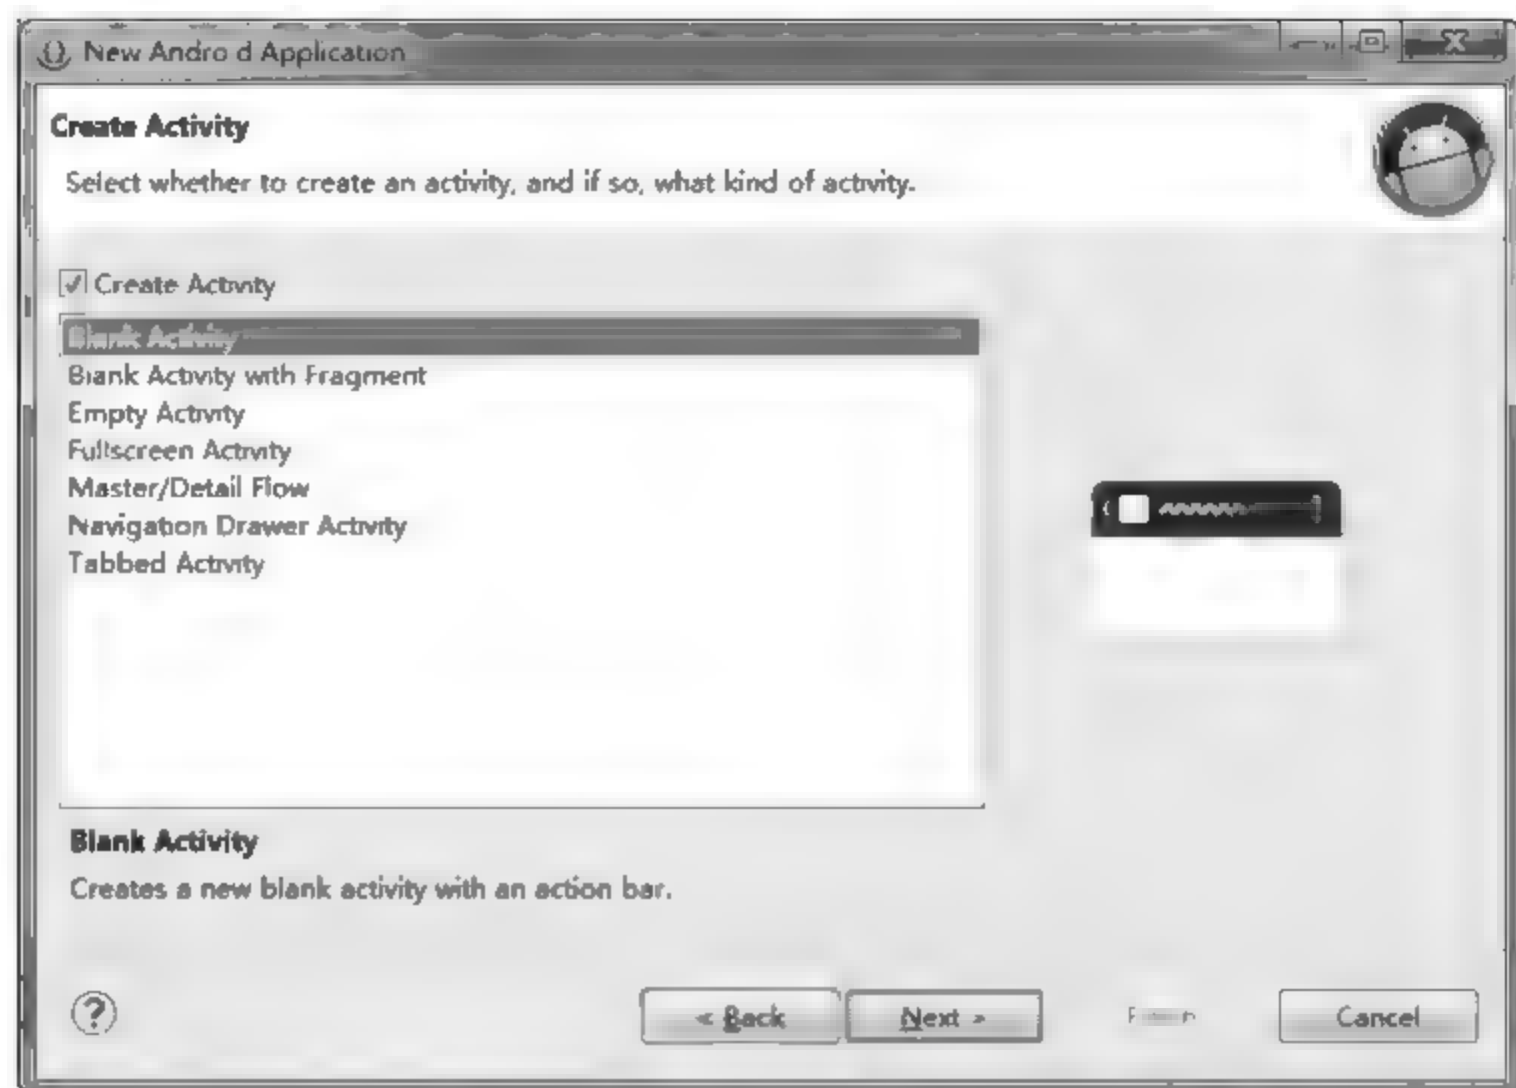 New Andro d Application
Create Activity
Select whether to create an activity, and if so, what kind of activity.
Create Activity
Blank Activity
Blank Activity with Fragment
Empty Activity
Fullscreen Activity
Master/Detail Flow
Navigation Drawer Activity
Tabbed Activity
Blank Activity
Creates a new blank activity with an action bar.
< Back
Next >
Cancel